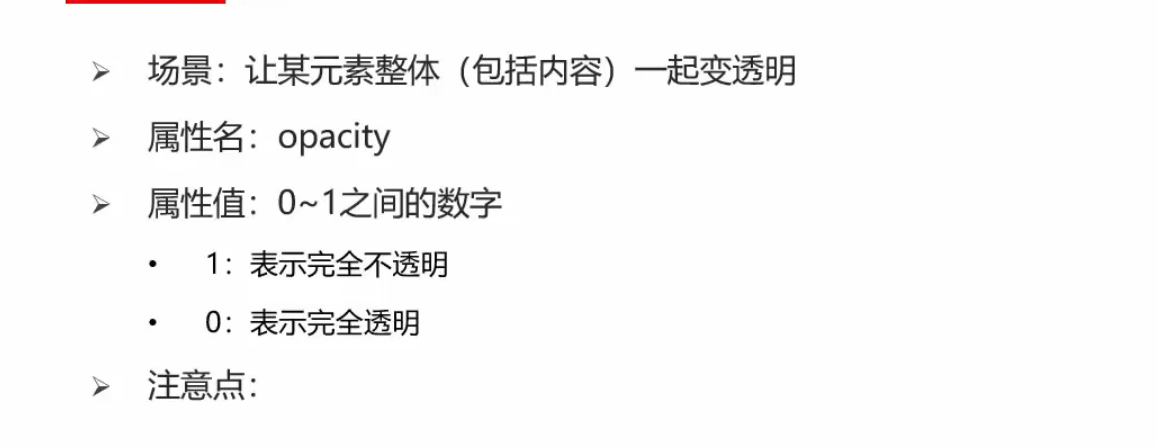 场景：让某元素整体（包括内容）一起变透明
属性名：opacity
属性值：0~1之间的数字
1：表示完全不透明
0：表示完全透明
注意点：